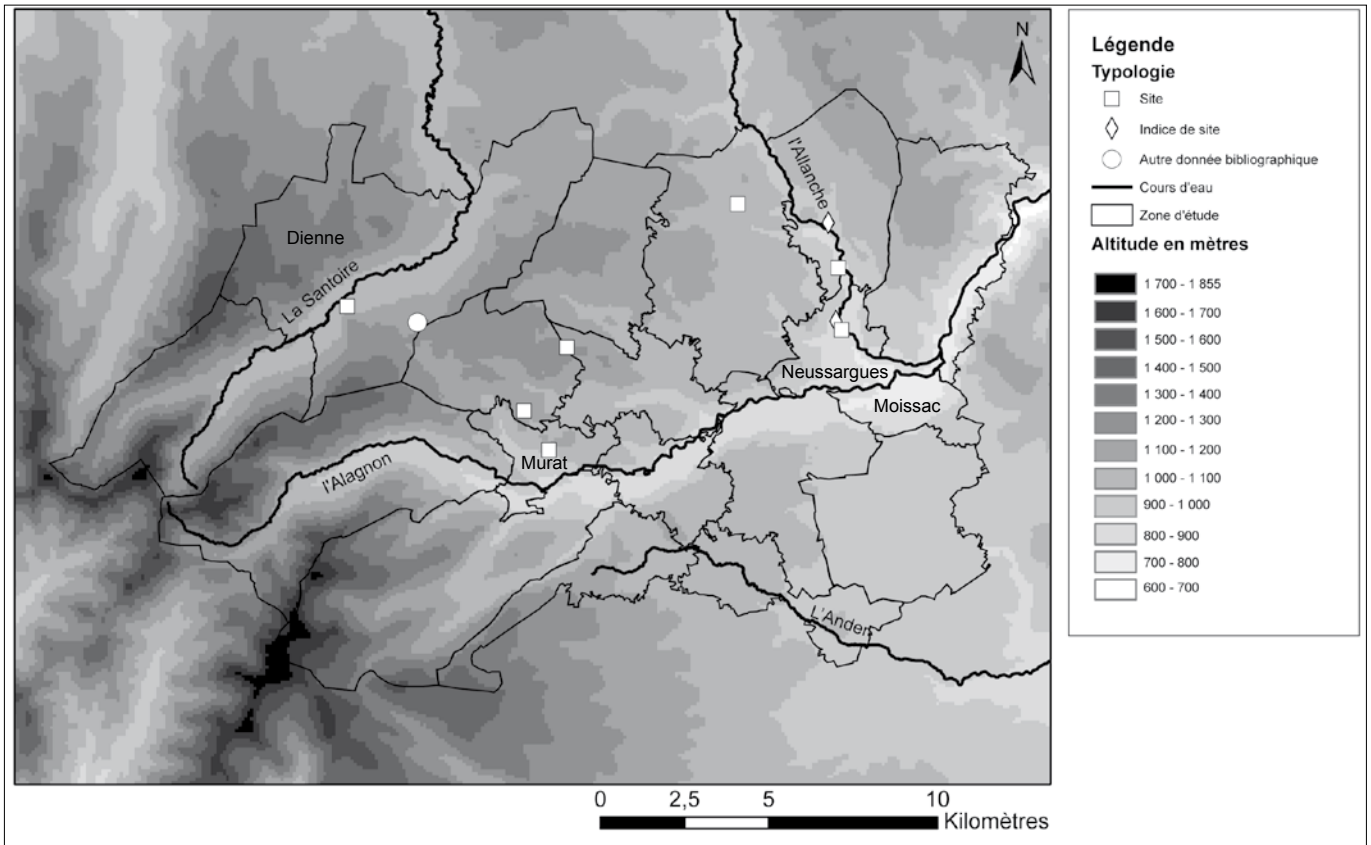 N
l'Allanche
Dienne
La Santoire
Neussargues
Moissac
Murat
l'Alagnon
L'Ander
0 2,5 5 10
Kilomètres
Légende
Typologie
Site
Indice de site
Autre donnée bibliographique
Cours d'eau
Zone d'étude
Altitude en mètres
1 700 - 1 855
1 600 - 1 700
1 500 - 1 600
1 400 - 1 500
1 300 - 1 400
1 200 - 1 300
1 100 - 1 200
1 000 - 1 100
900 - 1 000
800 - 900
700 - 800
600 - 700